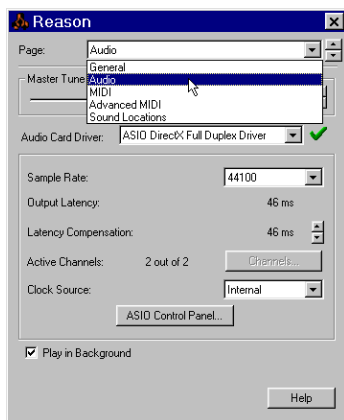 Reason
Page: Audio
General
Audio
MIDI
Advanced MIDI
Sound Locations
Master Tune
Audio Card Driver: ASIO DirectX Full Duplex Driver
Sample Rate: 44100
Output Latency: 46 ms
Latency Compensation: 46 ms
Active Channels: 2 out of 2 Channels...
Clock Source: Internal
ASIO Control Panel...
Play in Background
Help